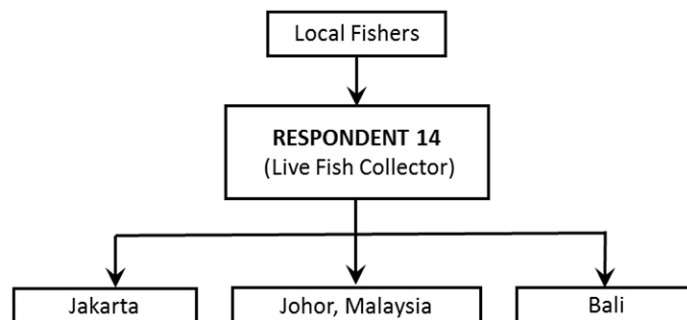 Local Fishers
RESPONDENT 14
(Live Fish Collector)
Jakarta
Johor, Malaysia
Bali